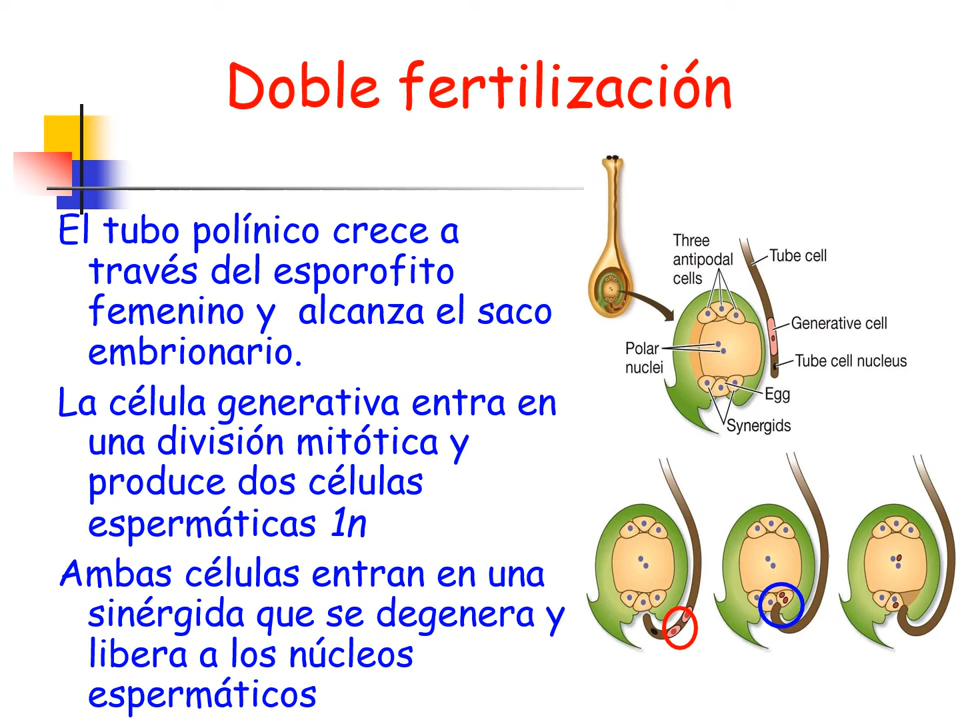 Doble fertilización
El tubo polínico crece a
través del esporofito
femenino y alcanza el saco
embrionario.
La célula generativa entra en
una división mitótica y
produce dos células
espermáticas 1n
Ambas células entran en una
sinérgida que se degenera y
libera a los núcleos
espermáticos
Three
antipodal
cells
Tube cell
Generative cell
Polar
nuclei
Tube cell nucleus
Egg
Synergids